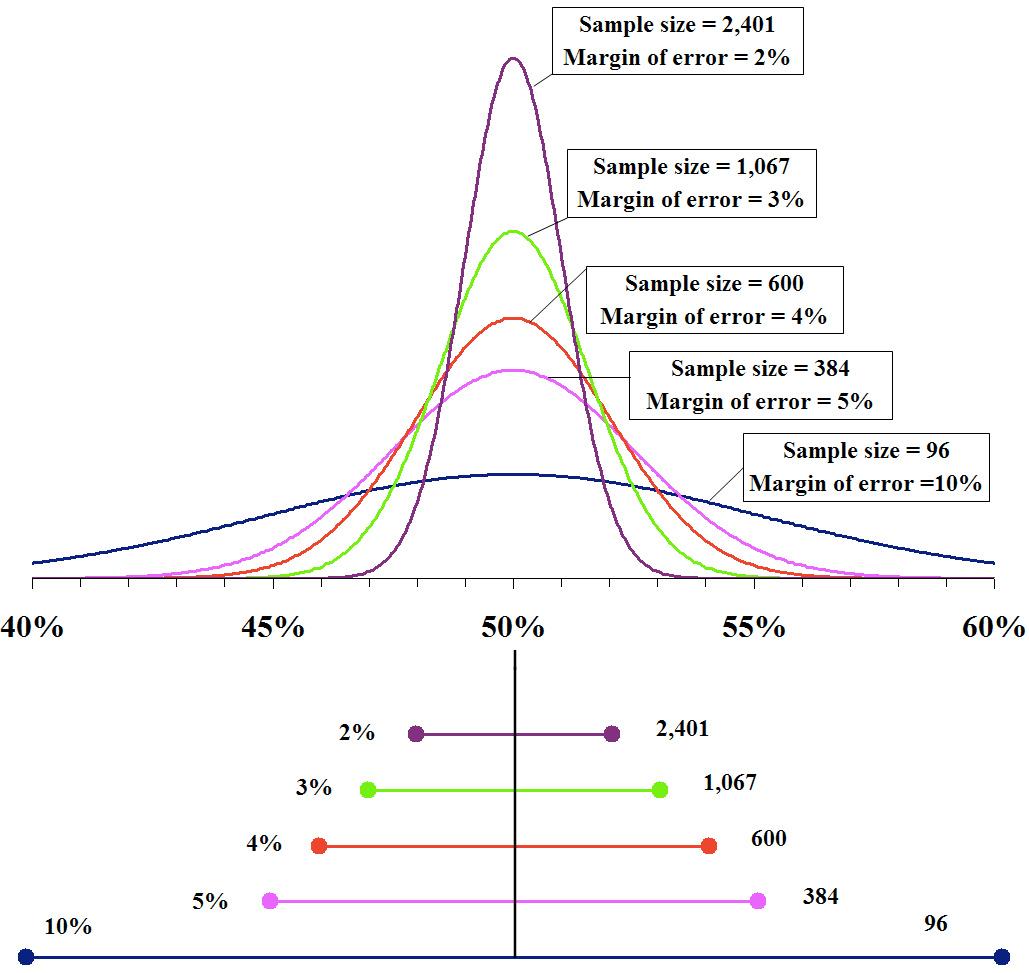 Sample size = 2,401
Margin of error = 2%
Sample size = 1,067
Margin of error = 3%
Sample size = 600
Margin of error = 4%
Sample size = 384
Margin of error = 5%
Sample size = 96
Margin of error =10%
40% 45% 50% 55% 60%
2% 2,401
3% 1,067
4% 600
5% 384
10% 96